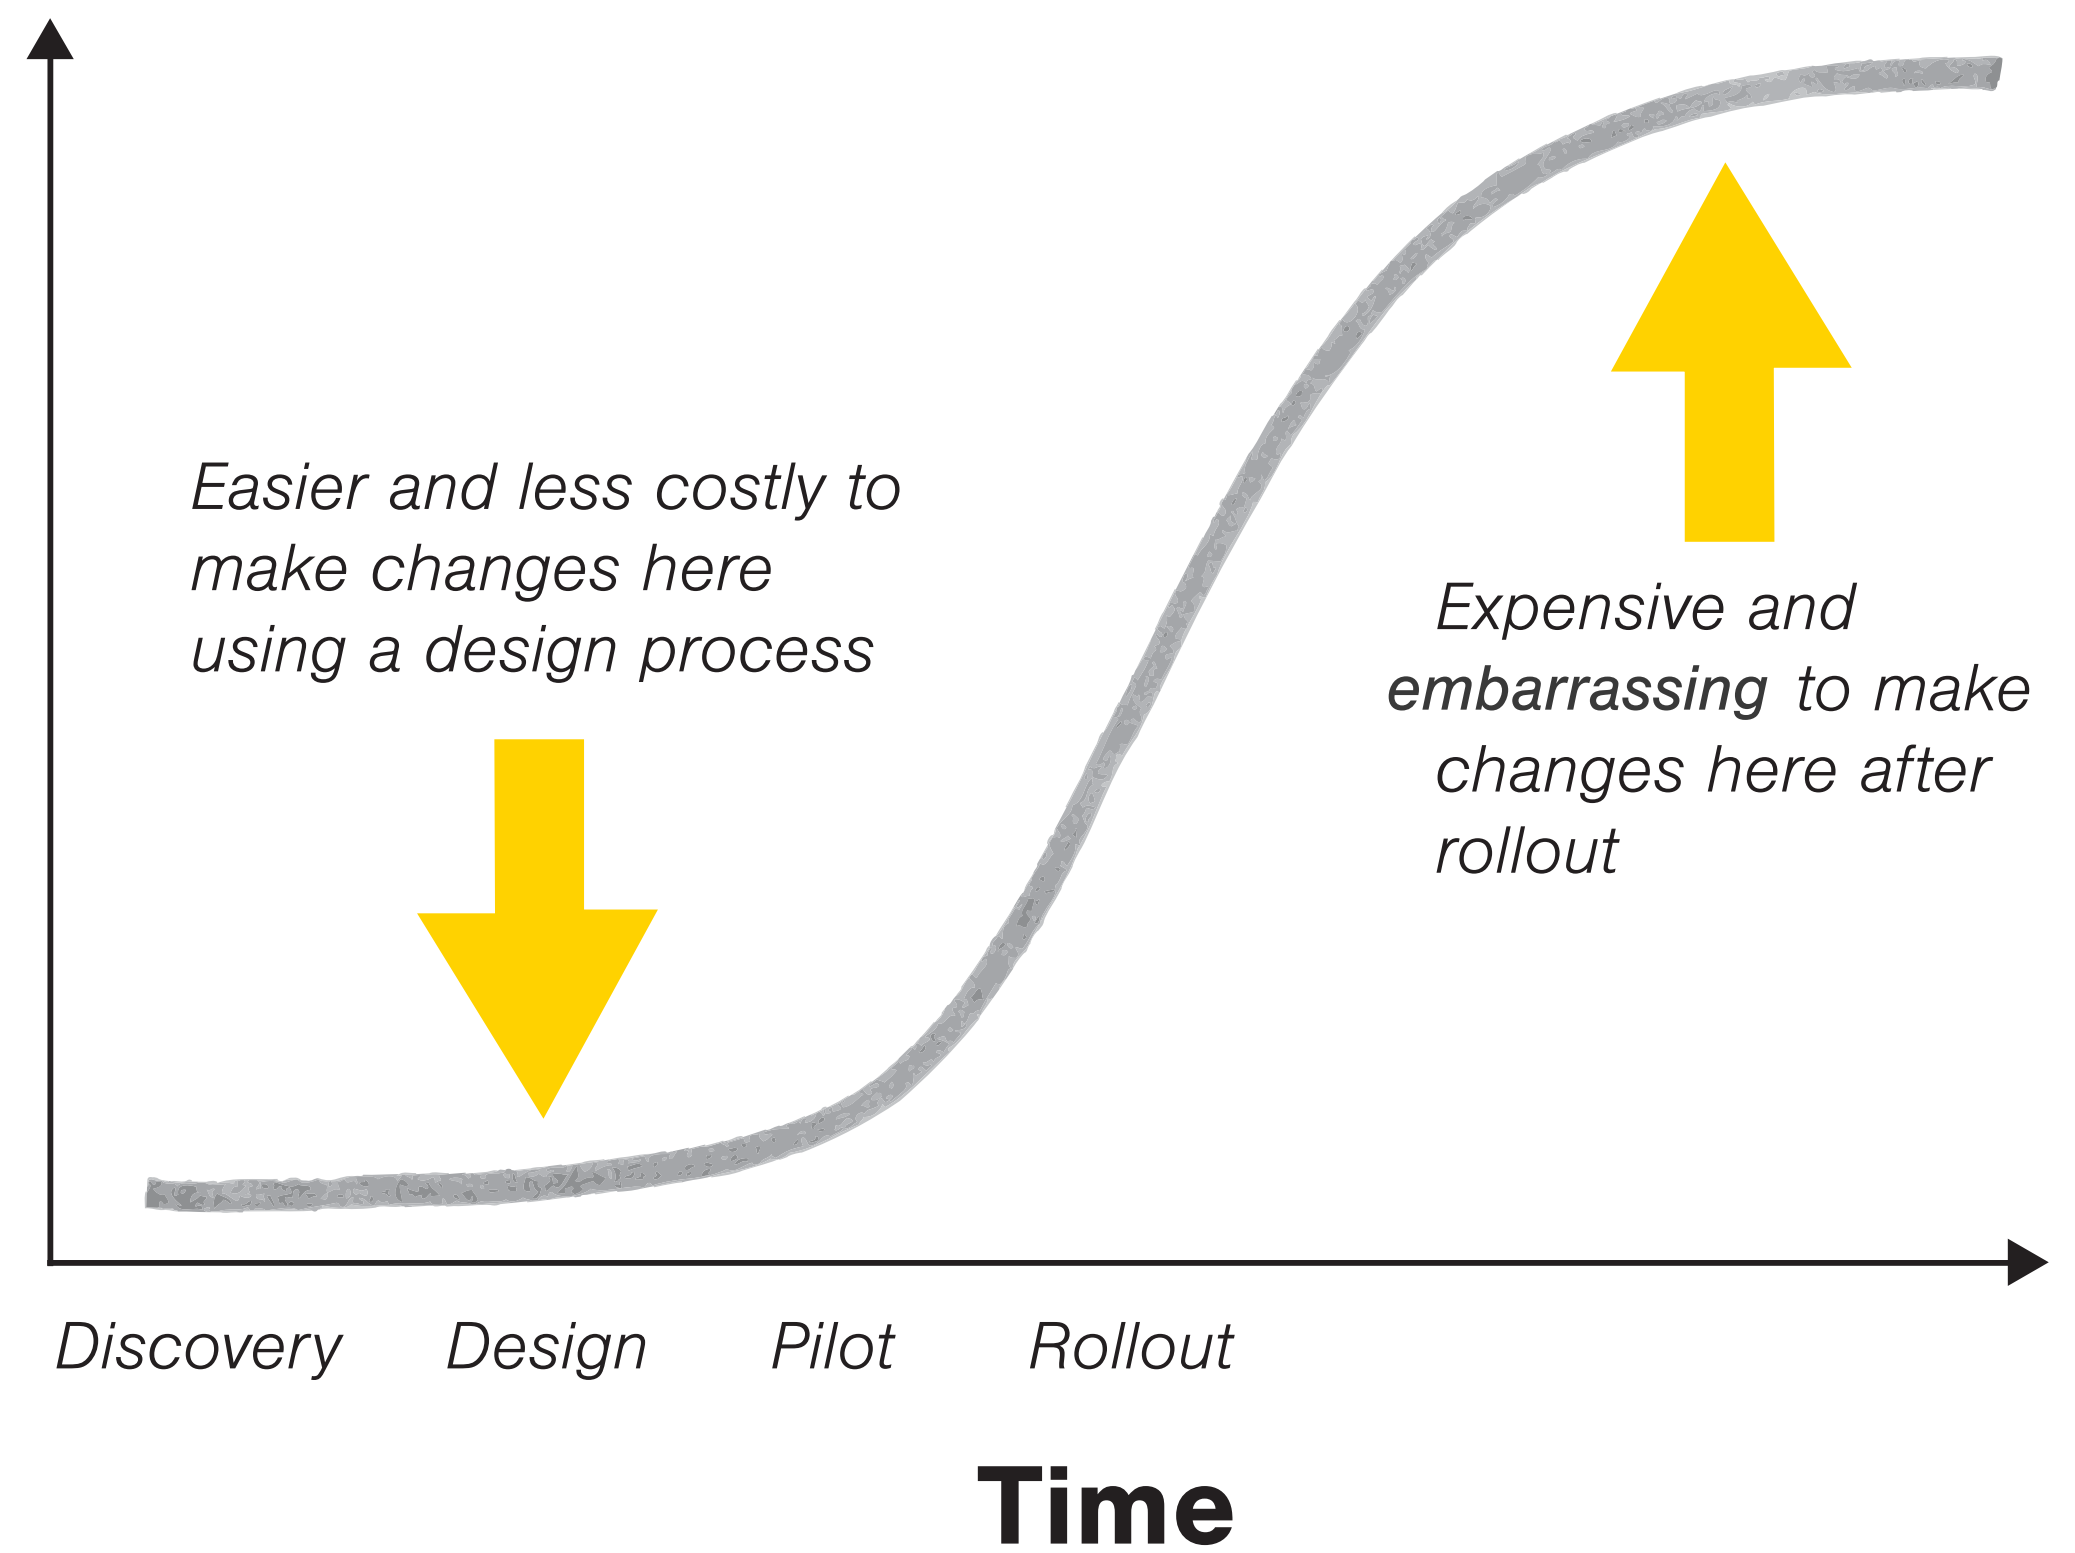 Easier and less costly to
make changes here
using a design process
Expensive and
embarrassing to make
changes here after
rollout
Discovery Design Pilot Rollout
Time